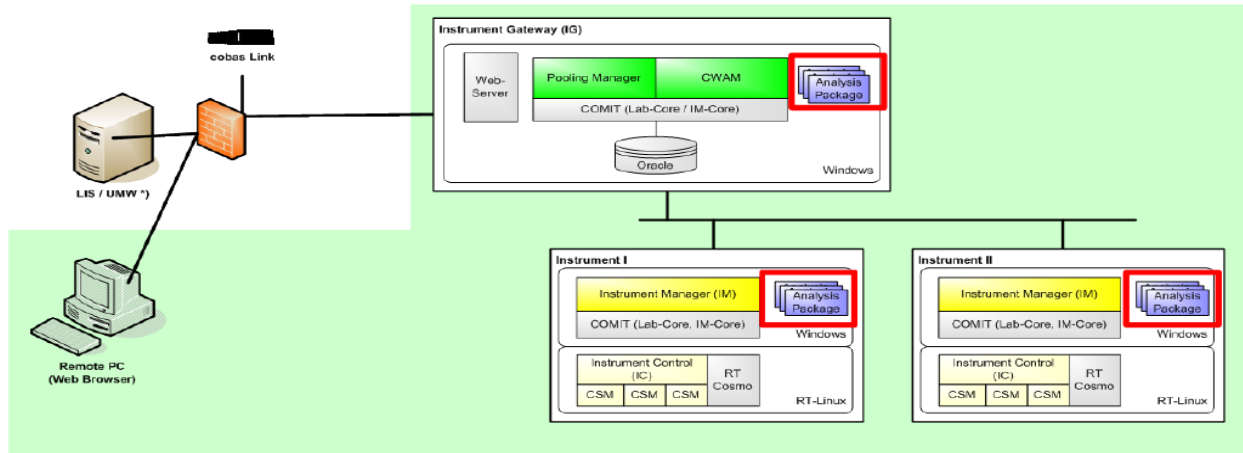 Instrument Gateway (IG)
cobas Link
Web-
Server
Pooling Manager
CWAM
Analysis
Package
COMIT (Lab-Core / IM-Core)
Oracle
Windows
LIS / UMW *)
Instrument I
Instrument Manager (IM)
Analysis
Package
COMIT (Lab-Core, IM-Core)
Windows
Instrument Control
(IC)
RT
Cosmo
CSM
CSM
CSM
RT-Linux
Instrument II
Instrument Manager (IM)
Analysis
Package
COMIT (Lab-Core, IM-Core)
Windows
Instrument Control
(IC)
RT
Cosmo
CSM
CSM
CSM
RT-Linux
Remote PC
(Web Browser)